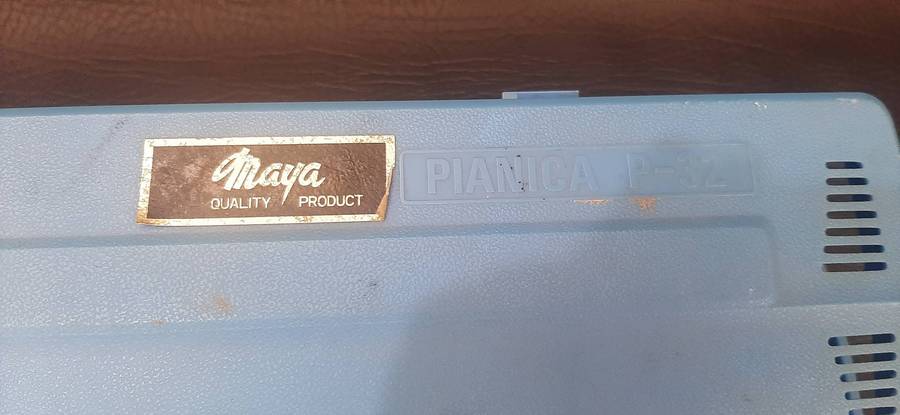 Maya
QUALITY PRODUCT
PIANICA P-32